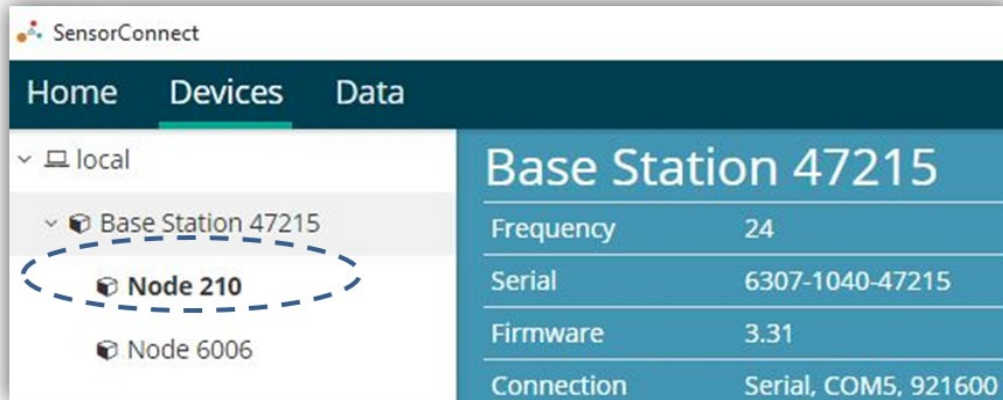 SensorConnect
Home Devices Data
local
Base Station 47215
Node 210
Node 6006
Base Station 47215
Frequency 24
Serial 6307-1040-47215
Firmware 3.31
Connection Serial, COM5, 921600